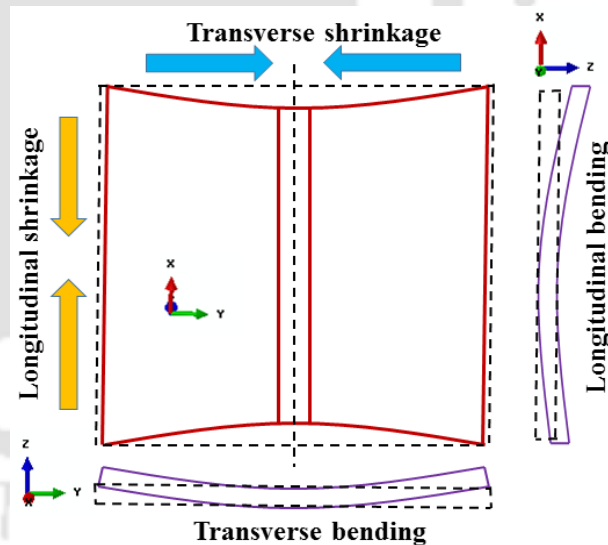 Transverse shrinkage
X
Z
Longitudinal shrinkage
Longitudinal bending
X
Y
Z
Y
Transverse bending